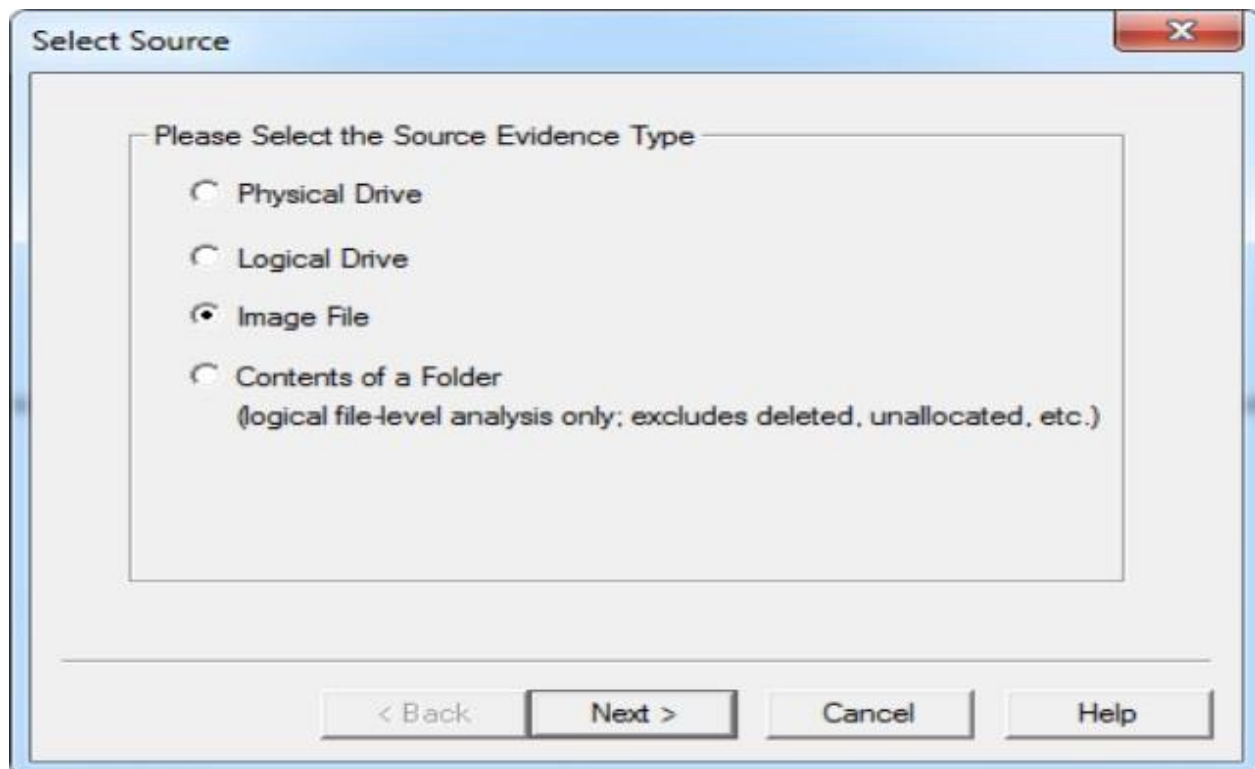 Select Source
Please Select the Source Evidence Type
Physical Drive
Logical Drive
Image File
Contents of a Folder
(logical file-level analysis only; excludes deleted, unallocated, etc.)
< Back Next > Cancel Help